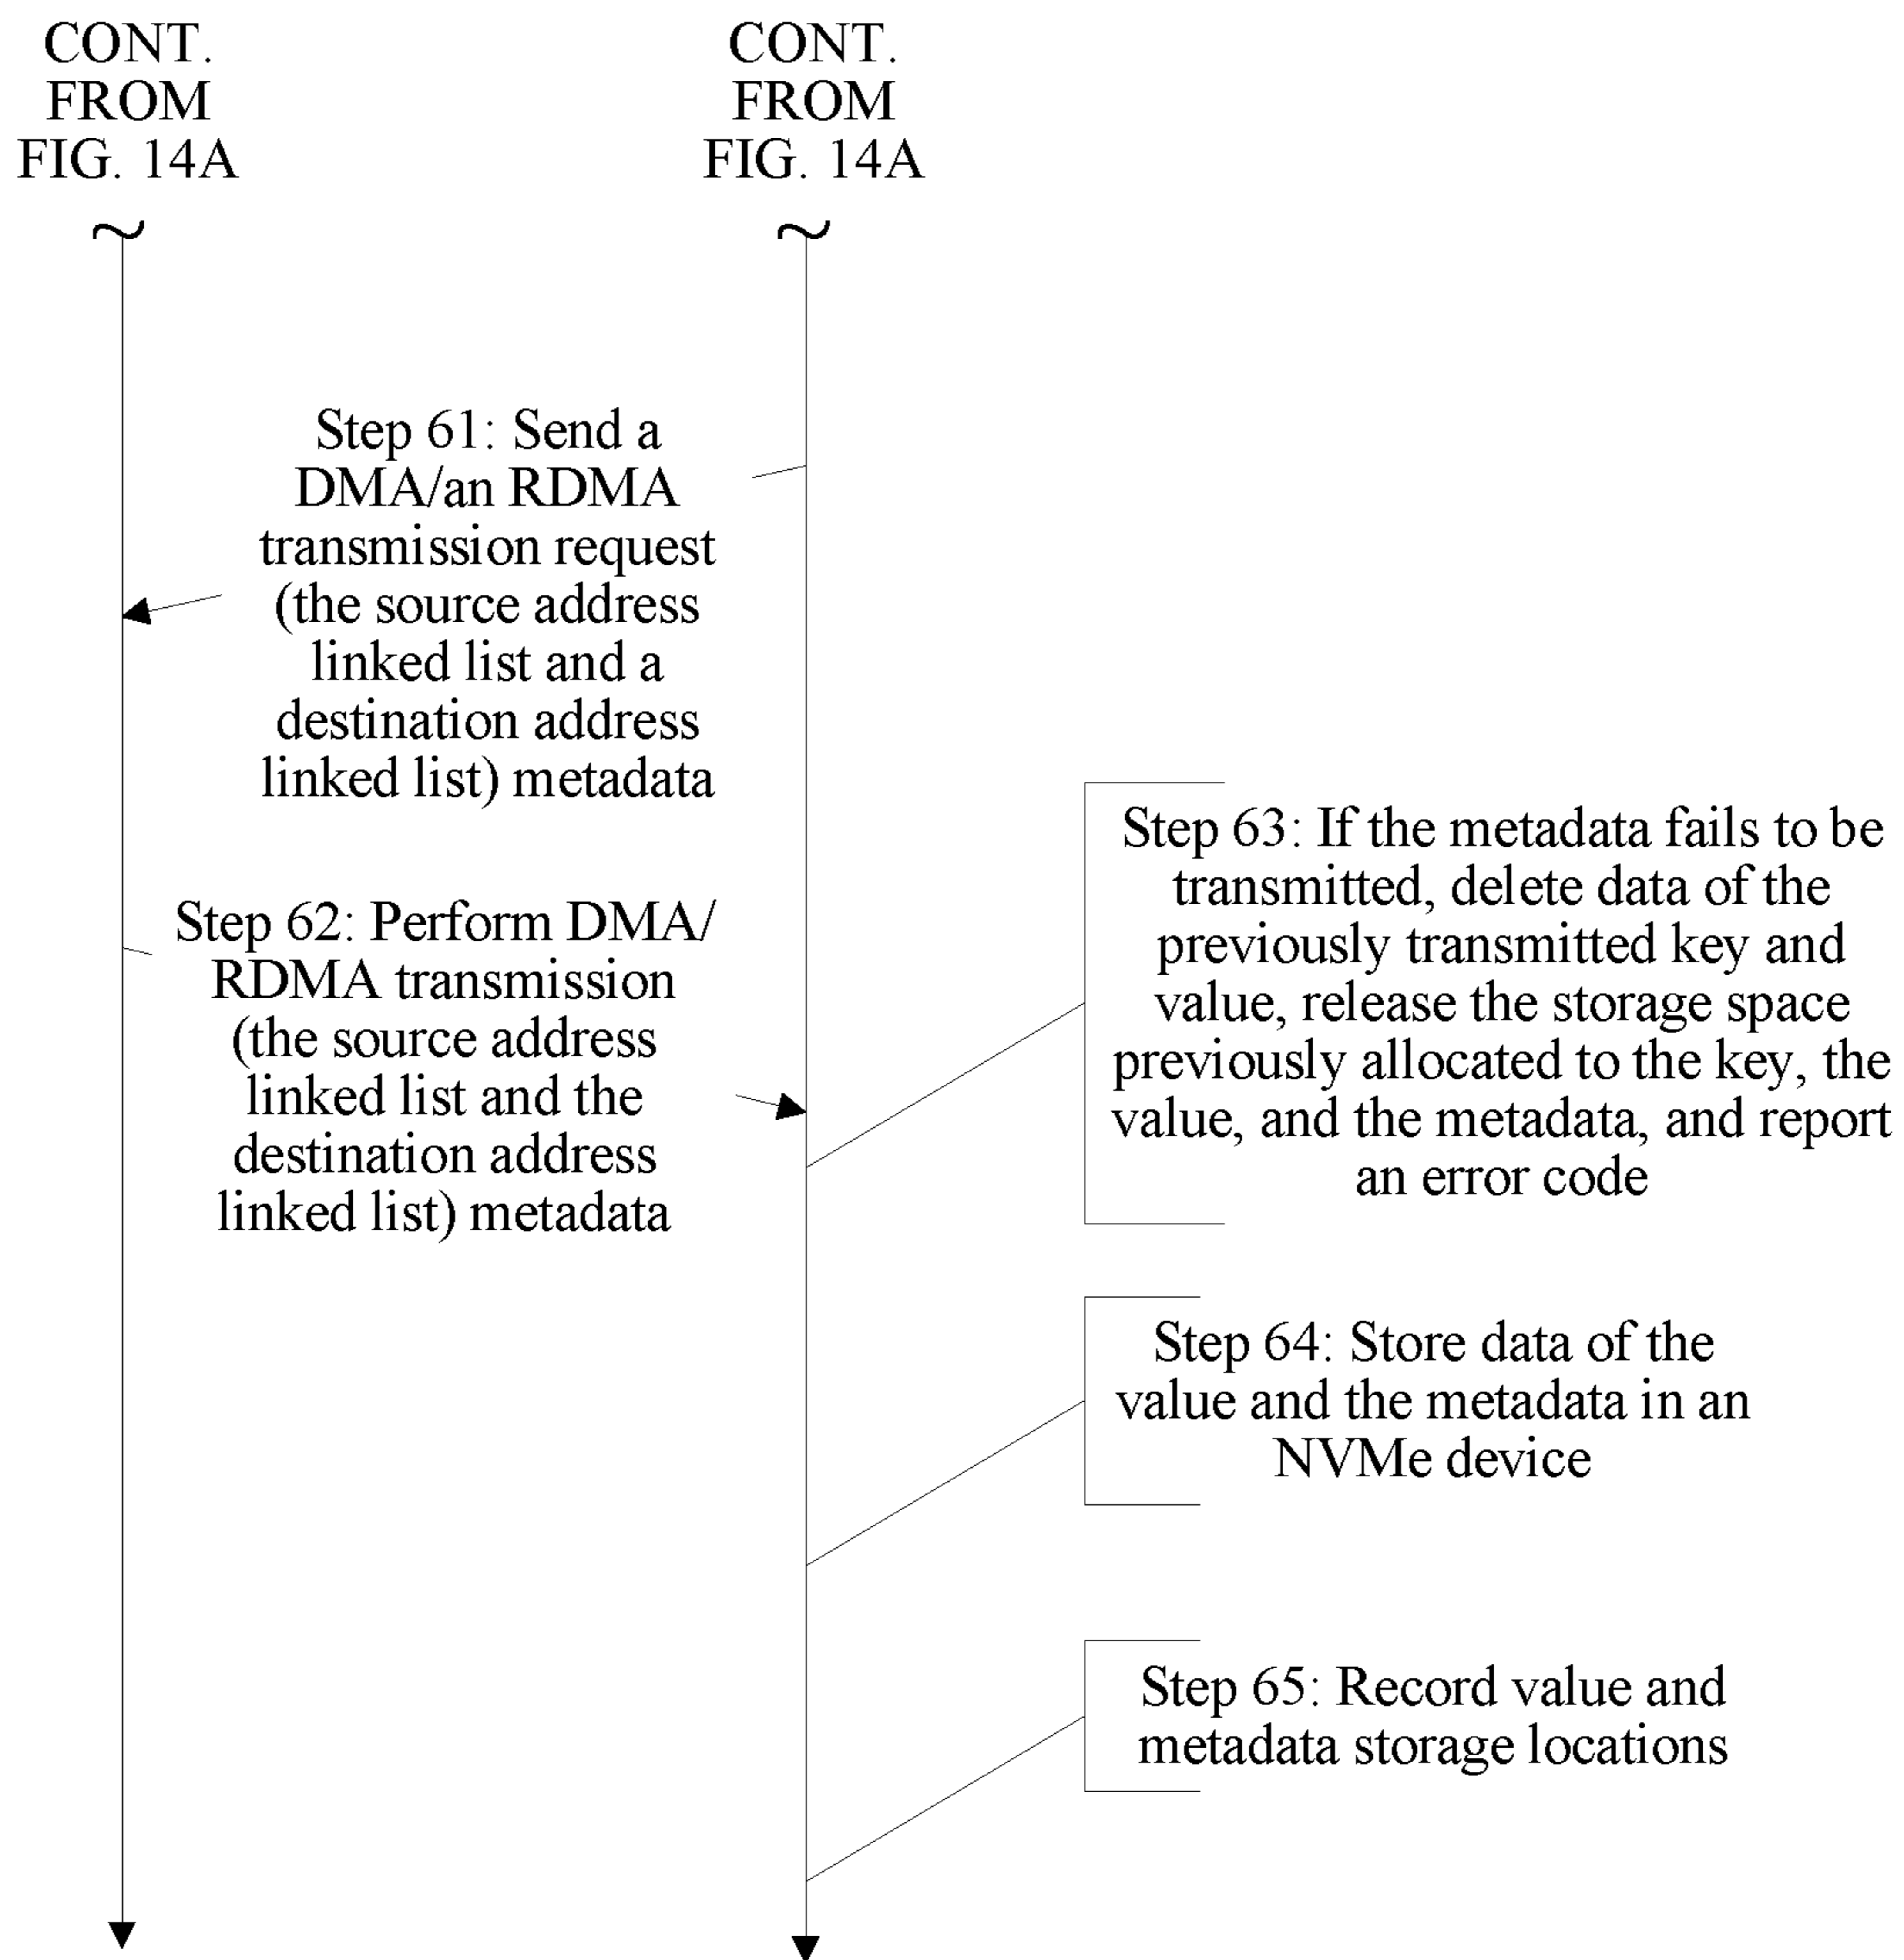 CONT.
FROM
FIG. 14A
CONT.
FROM
FIG. 14A
Step 61: Send a
DMA/an RDMA
transmission request
(the source address
linked list and a
destination address
linked list) metadata
Step 62: Perform DMA/
RDMA transmission
(the source address
linked list and the
destination address
linked list) metadata
Step 63: If the metadata fails to be
transmitted, delete data of the
previously transmitted key and
value, release the storage space
previously allocated to the key, the
value, and the metadata, and report
an error code
Step 64: Store data of the
value and the metadata in an
NVMe device
Step 65: Record value and
metadata storage locations